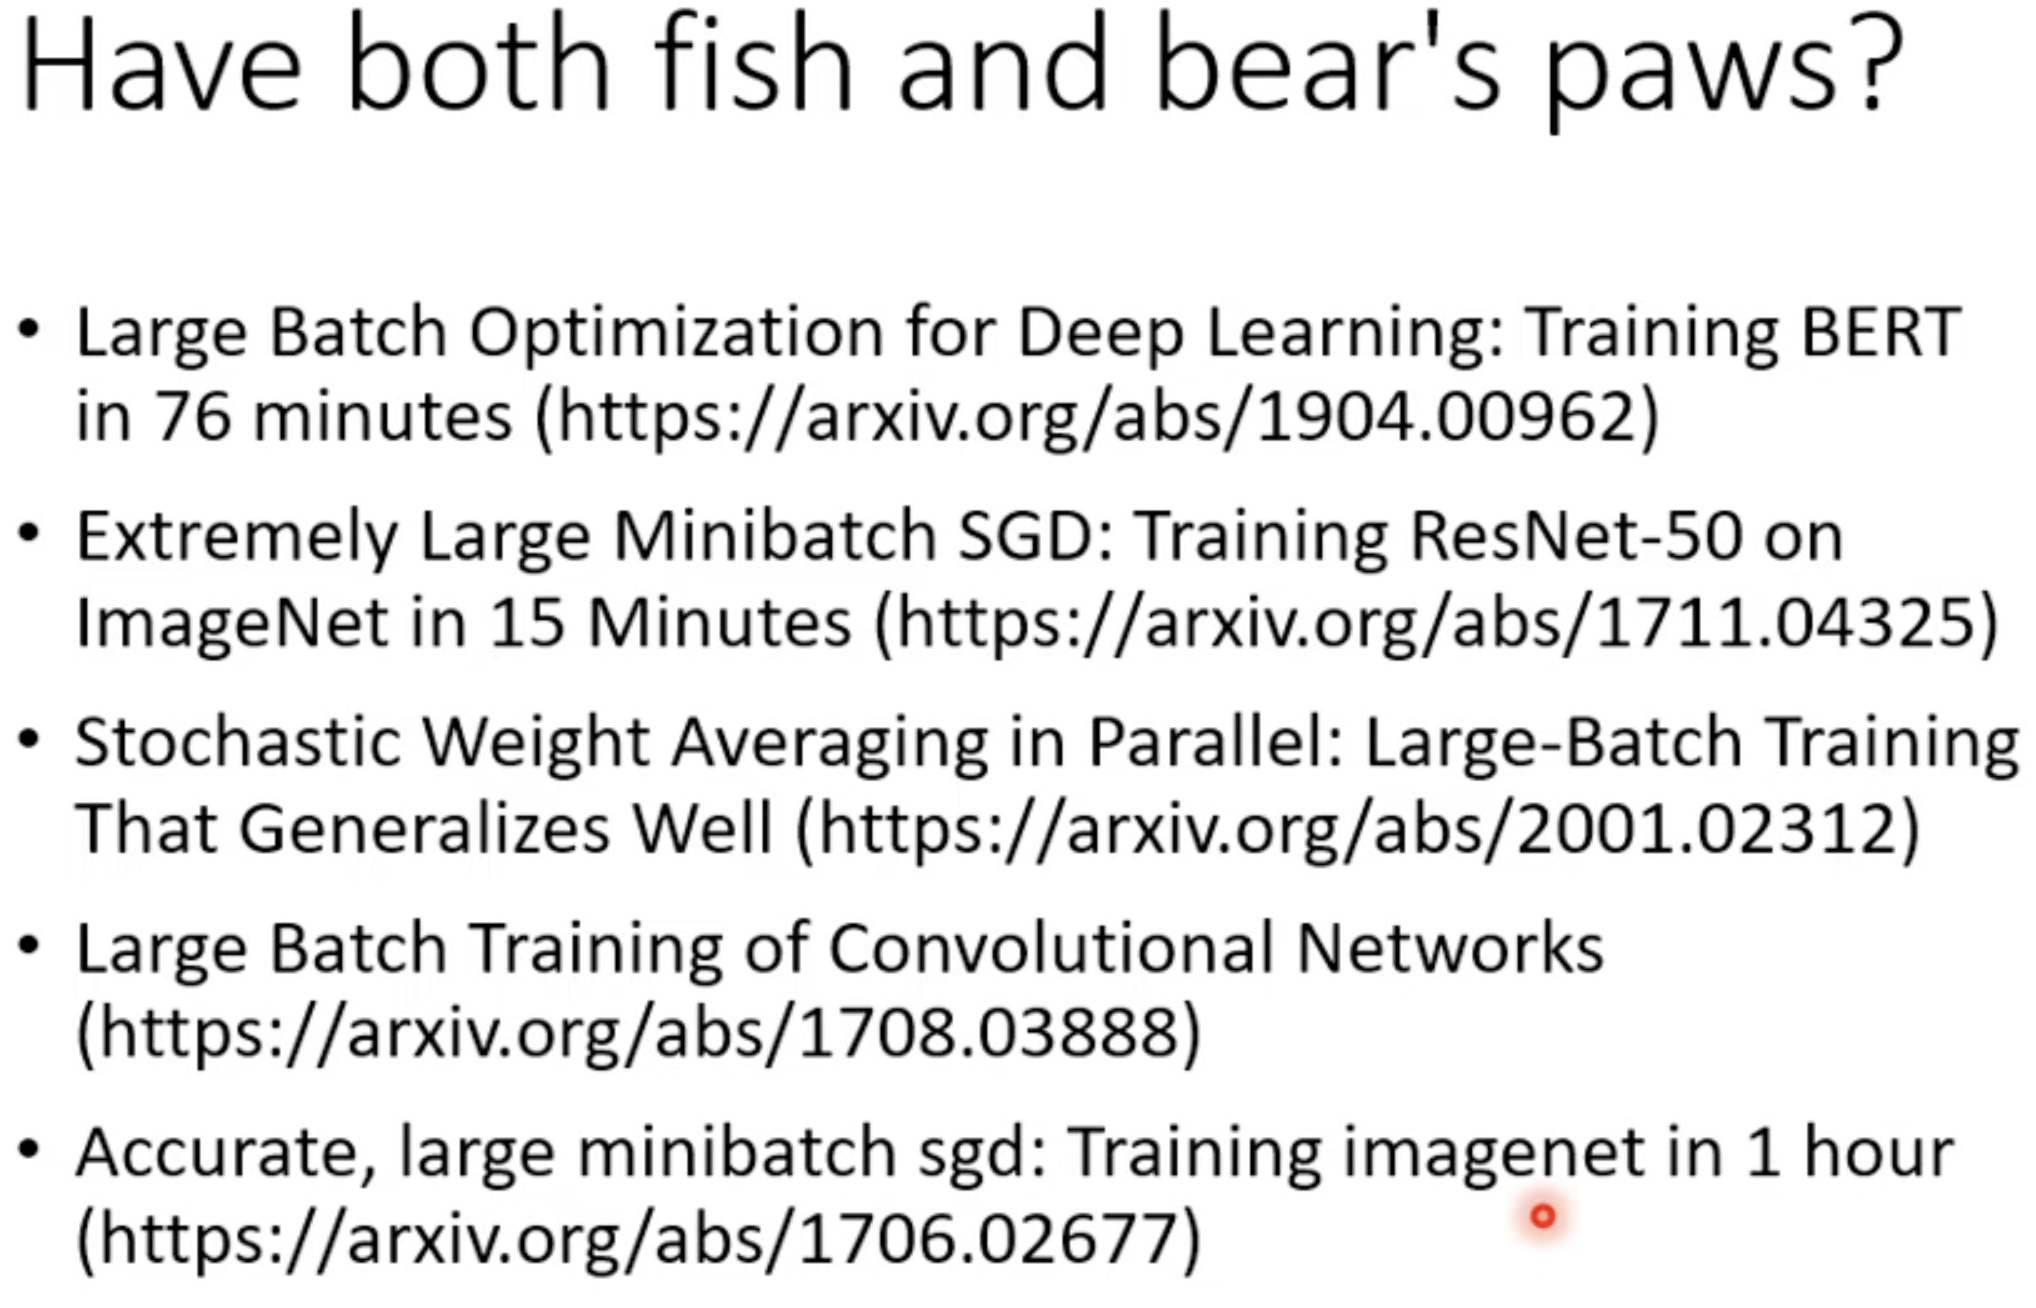 Have both fish and bear's paws?
• Large Batch Optimization for Deep Learning: Training BERT
in 76 minutes (https://arxiv.org/abs/1904.00962)
• Extremely Large Minibatch SGD: Training ResNet-50 on
ImageNet in 15 Minutes (https://arxiv.org/abs/1711.04325)
• Stochastic Weight Averaging in Parallel: Large-Batch Training
That Generalizes Well (https://arxiv.org/abs/2001.02312)
• Large Batch Training of Convolutional Networks
(https://arxiv.org/abs/1708.03888)
• Accurate, large minibatch sgd: Training imagenet in 1 hour
(https://arxiv.org/abs/1706.02677)